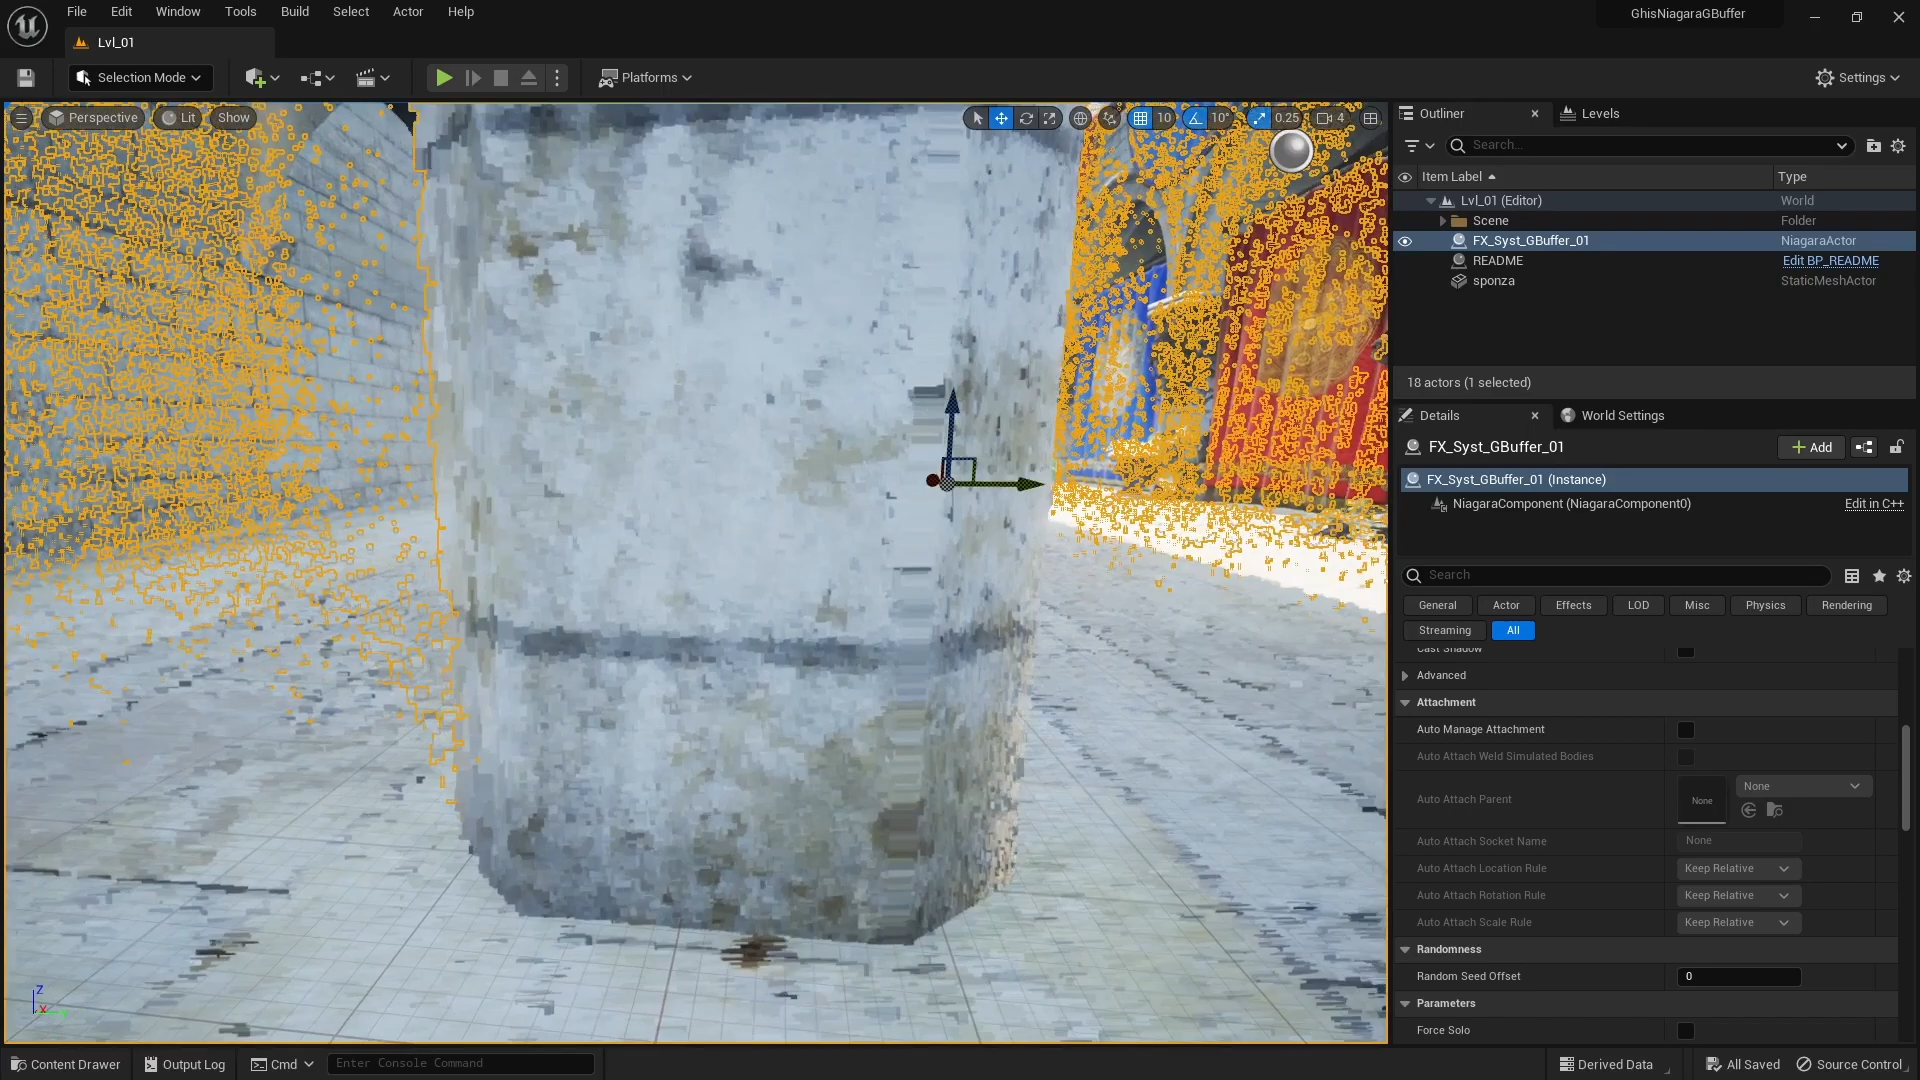 File Edit Window Tools Build Select Actor Help
GhisNiagaraGBuffer
Lvl_01
Selection Mode
Platforms
Settings
Perspective Lit Show
10 10° 0.25 4
Outliner
Levels
Search...
Item Label Type
Lvl_01 (Editor) World
Scene Folder
FX_Syst_GBuffer_01 NiagaraActor
README Edit BP_README
sponza StaticMeshActor
18 actors (1 selected)
Details
World Settings
FX_Syst_GBuffer_01
Add
FX_Syst_GBuffer_01 (Instance)
NiagaraComponent (NiagaraComponent0) Edit in C++
Search
General Actor Effects LOD Misc Physics Rendering
Streaming All
Cast Shadow
Advanced
Attachment
Auto Manage Attachment
Auto Attach Weld Simulated Bodies
Auto Attach Parent None None
Auto Attach Socket Name None
Auto Attach Location Rule Keep Relative
Auto Attach Rotation Rule Keep Relative
Auto Attach Scale Rule Keep Relative
Randomness
Random Seed Offset 0
Parameters
Force Solo
Z
X Y
Content Drawer Output Log Cmd Enter Console Command Derived Data All Saved Source Control